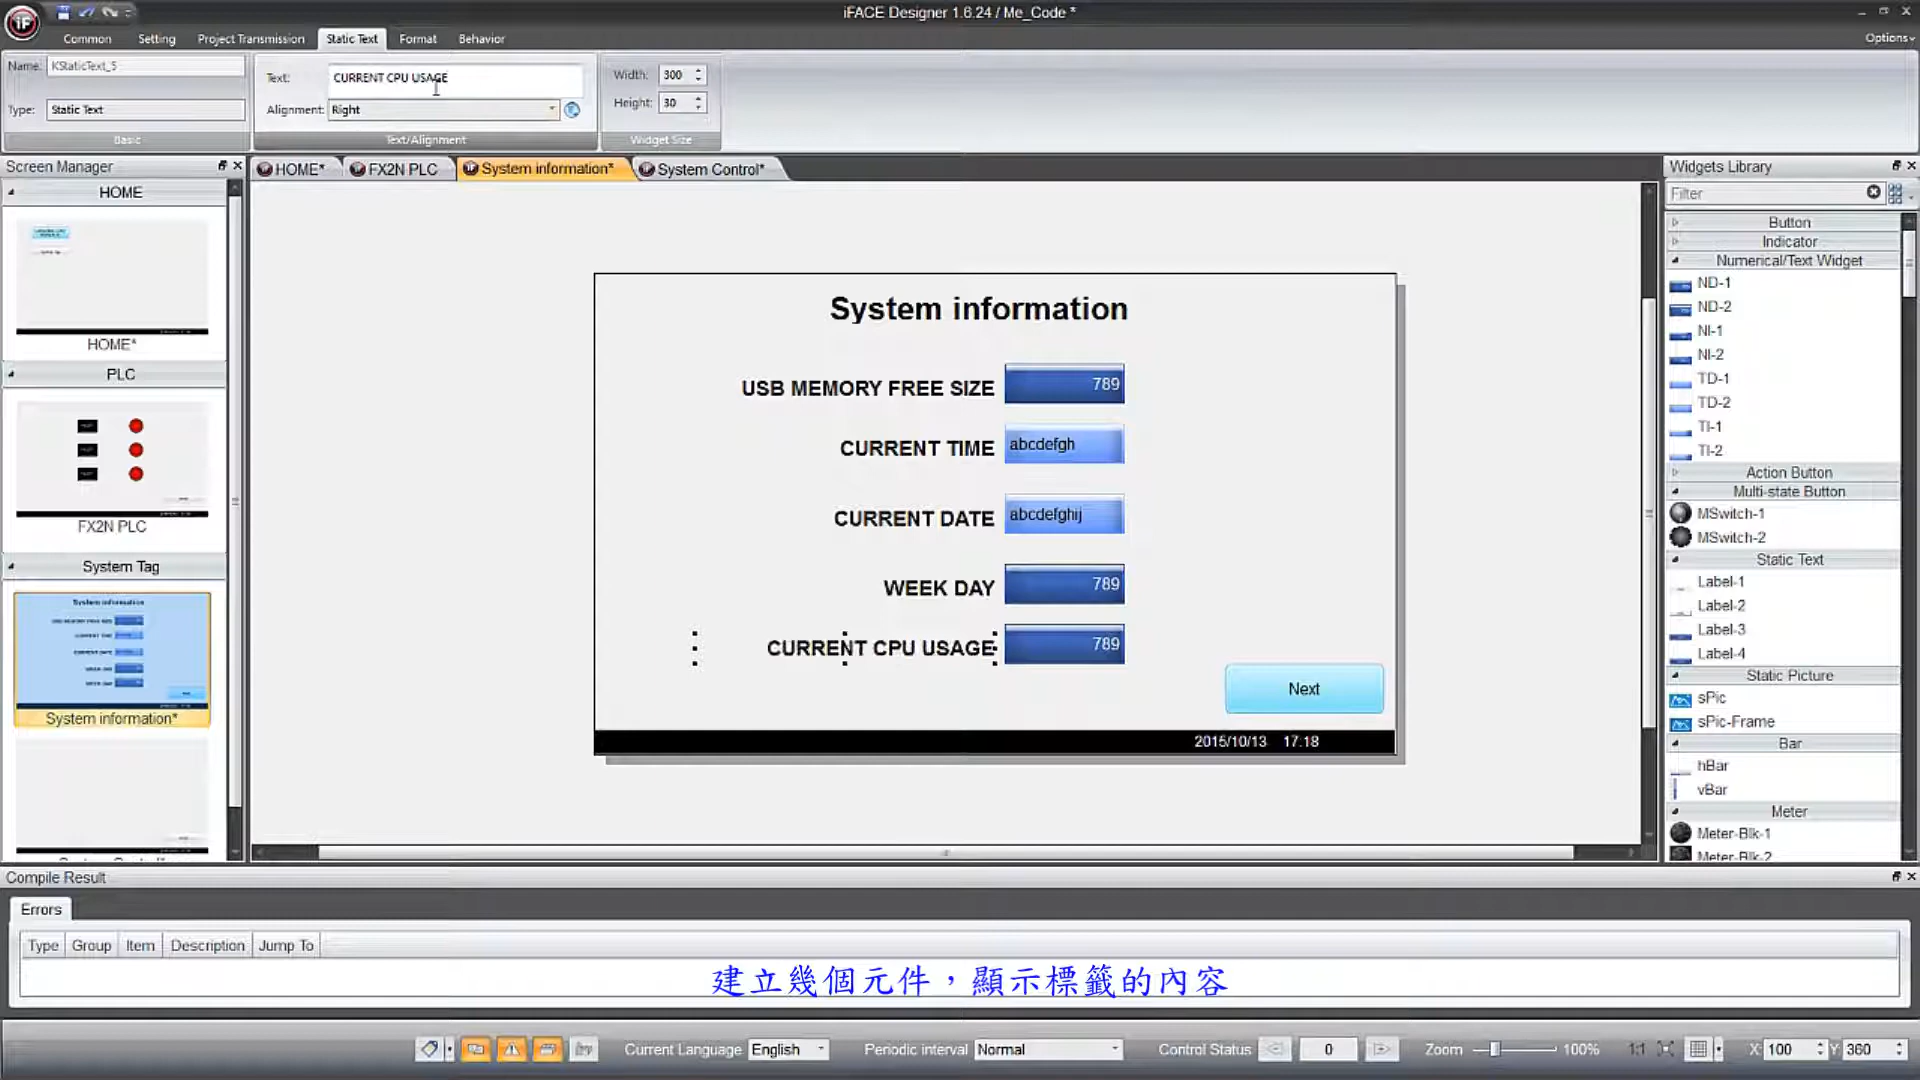 iFACE Designer 1.6.24 / Me_Code *
Common Setting Project Transmission Static Text Format Behavior Options
Name: KStaticText_5
Type: Static Text
Basic
Text: CURRENT CPU USAGE
Alignment: Right
Text/Alignment
Width: 300
Height: 30
Widget Size
Screen Manager
HOME
HOME*
PLC
FX2N PLC
System Tag
System information*
HOME* FX2N PLC System information* System Control*
System information
USB MEMORY FREE SIZE 789
CURRENT TIME abcdefgh
CURRENT DATE abcdefghij
WEEK DAY 789
CURRENT CPU USAGE 789
Next
2015/10/13 17.18
Widgets Library
Filter
Button
Indicator
Numerical/Text Widget
ND-1
ND-2
NI-1
NI-2
TD-1
TD-2
TI-1
TI-2
Action Button
Multi-state Button
MSwitch-1
MSwitch-2
Static Text
Label-1
Label-2
Label-3
Label-4
Static Picture
sPic
sPic-Frame
Bar
hBar
vBar
Meter
Meter-Blk-1
Meter-Blk-2
Compile Result
Errors
Type Group Item Description Jump To
建立幾個元件，顯示標籤的內容
Current Language English Periodic interval Normal Control Status 0 Zoom 100% 1:1 X: 100 Y: 360